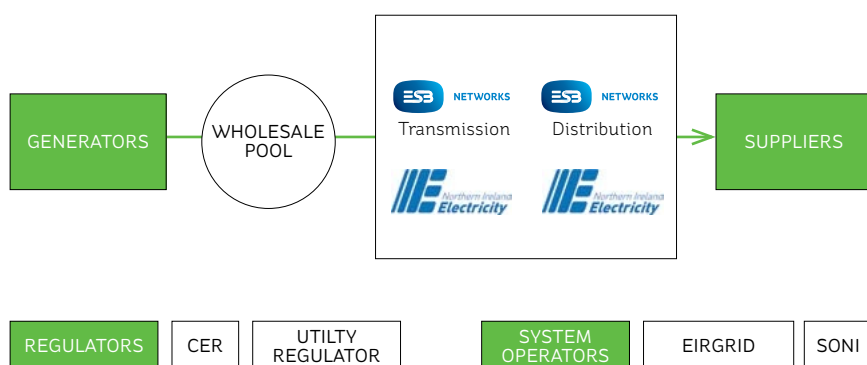 GENERATORS
WHOLESALE
POOL
ESB NETWORKS
ESB NETWORKS
Transmission
Distribution
Northern Ireland
Electricity
Northern Ireland
Electricity
SUPPLIERS
REGULATORS
CER
UTILTY
REGULATOR
SYSTEM
OPERATORS
EIRGRID
SONI